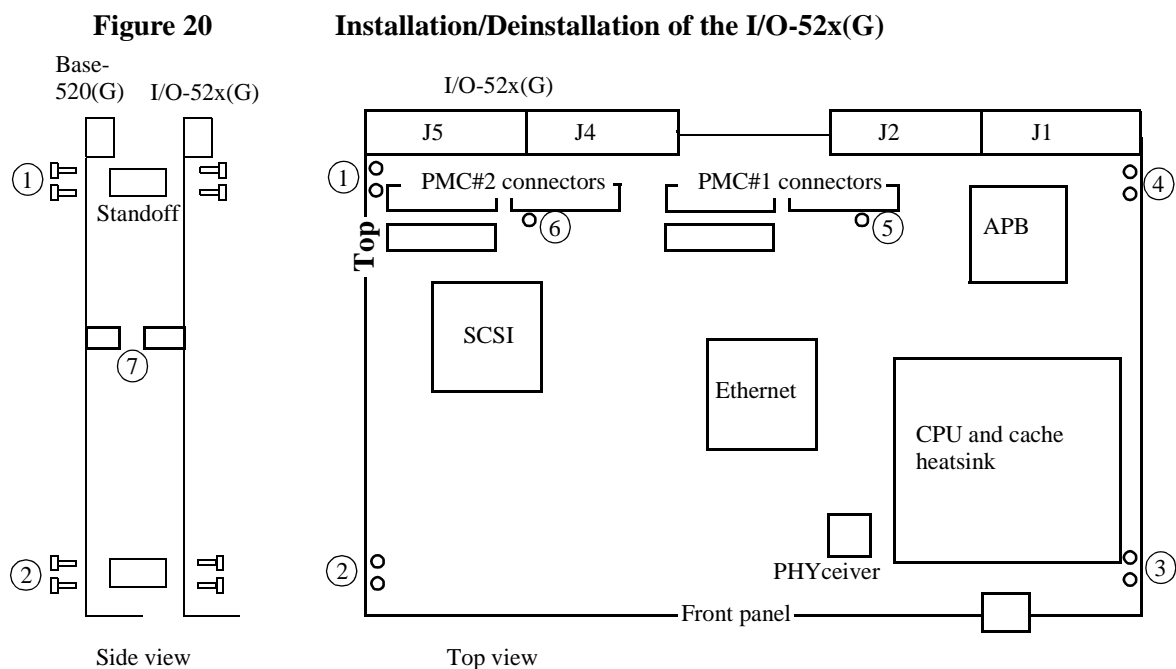 Figure 20 Installation/Deinstallation of the I/O-52x(G)
Base-
520(G) I/O-52x(G)
1
Standoff
7
2
Side view
I/O-52x(G)
J5 J4 J2 J1
1
PMC#2 connectors PMC#1 connectors
4
6
5
Top
APB
SCSI
Ethernet
CPU and cache
heatsink
2
PHYceiver
3
Front panel
Top view